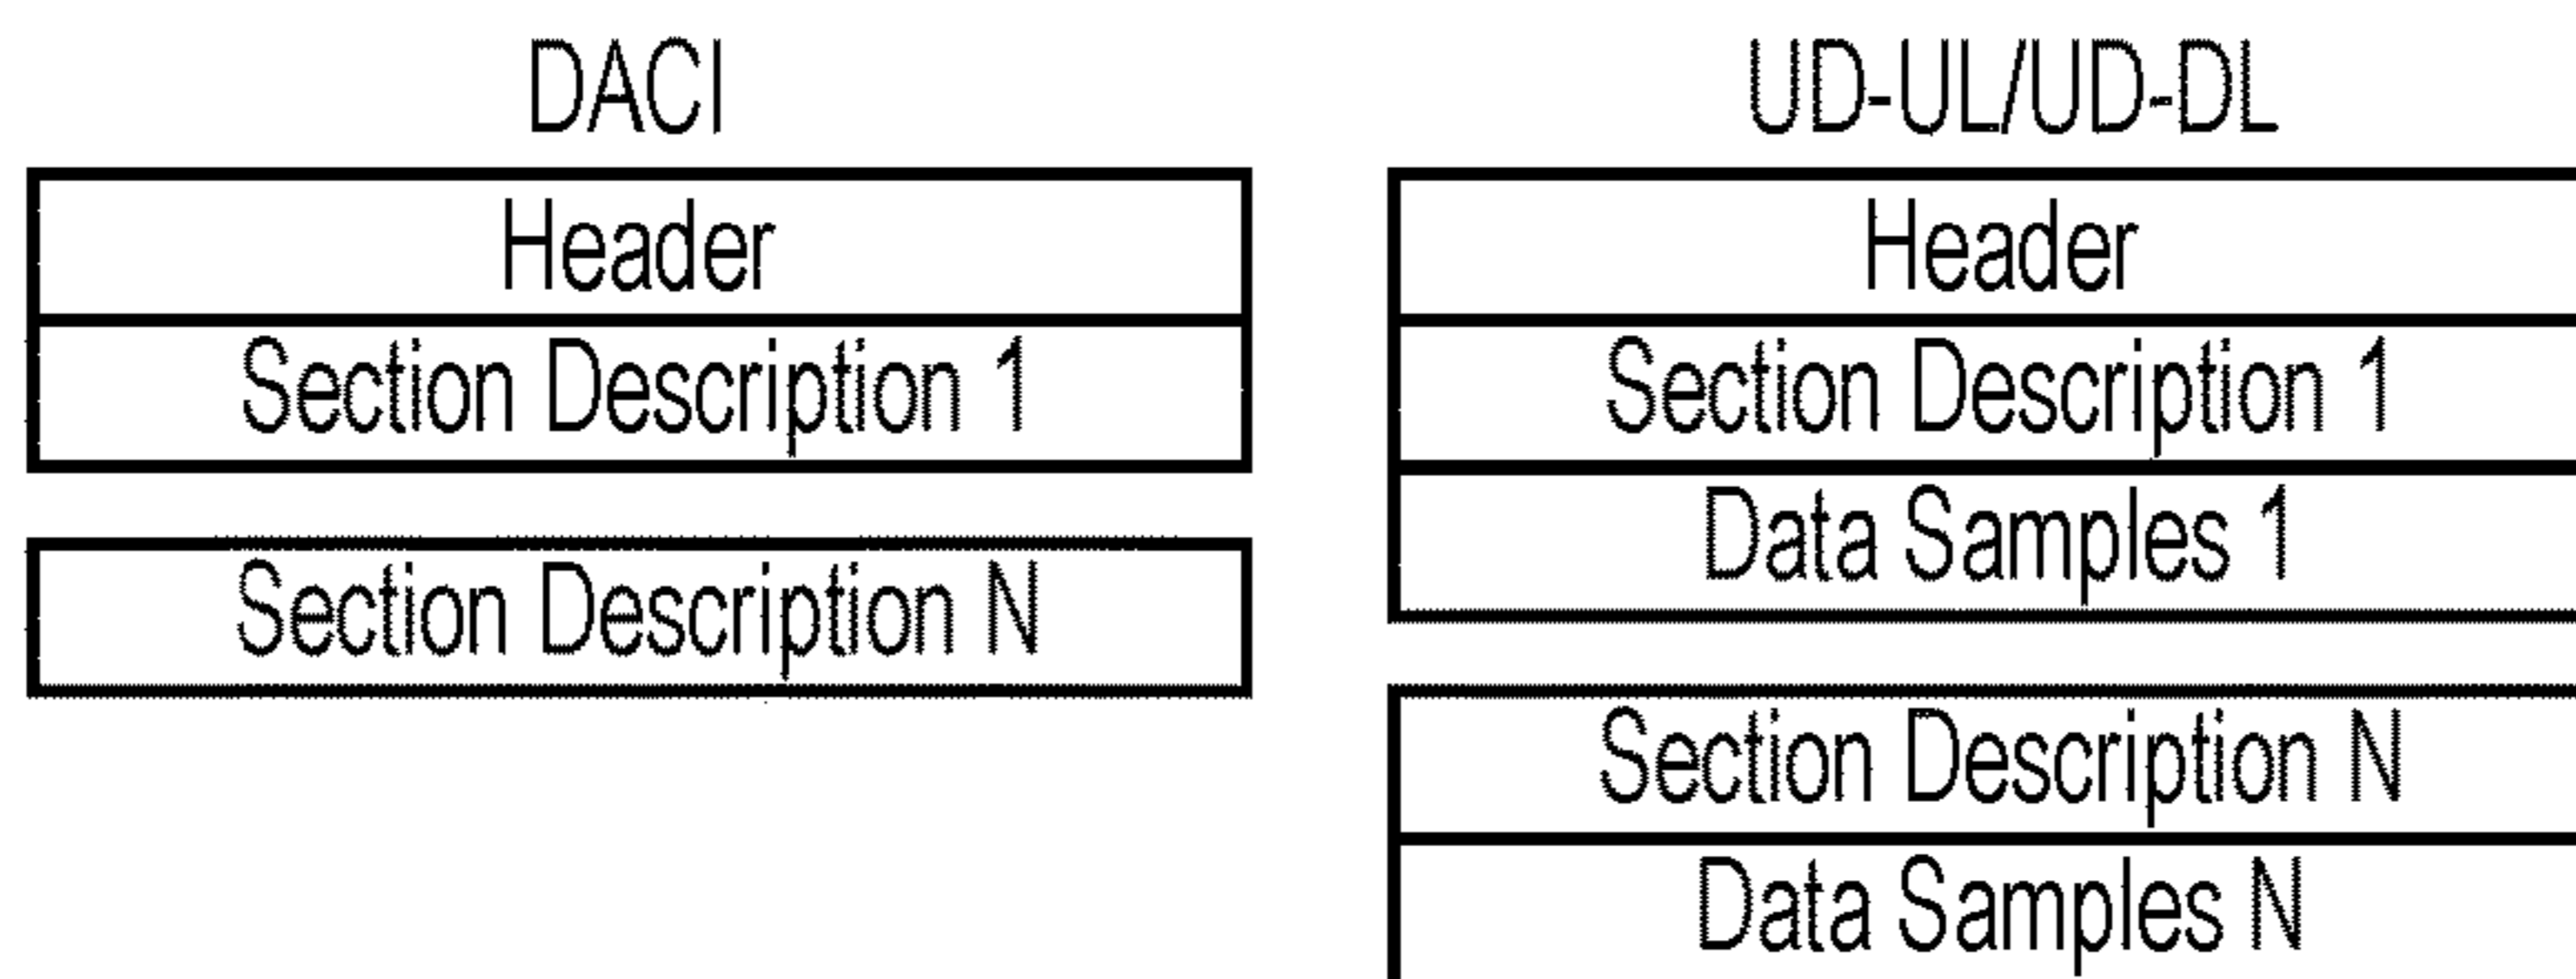 DACI
Header
Section Description 1
Section Description N
UD-UL/UD-DL
Header
Section Description 1
Data Samples 1
Section Description N
Data Samples N